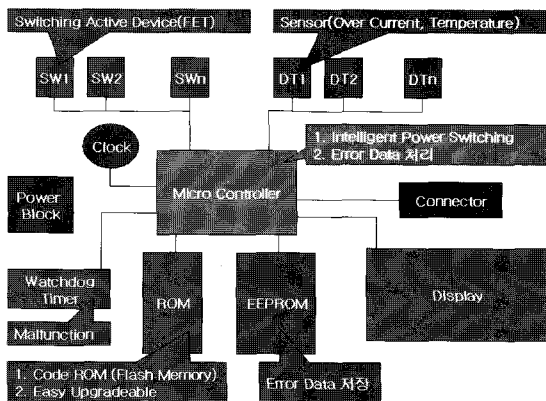 Switching Active Device(FET)
Sensor(Over Current, Temperature)
SW1
SW2
SWn
DT1
DT2
DTn
1. Intelligent Power Switching
2. Error Data 처리
Clock
Micro Controller
Power
Block
Connector
Watchdog
Timer
Malfunction
ROM
EEPROM
Display
1. Code ROM (Flash Memory)
2. Easy Upgradeable
Error Data 저장